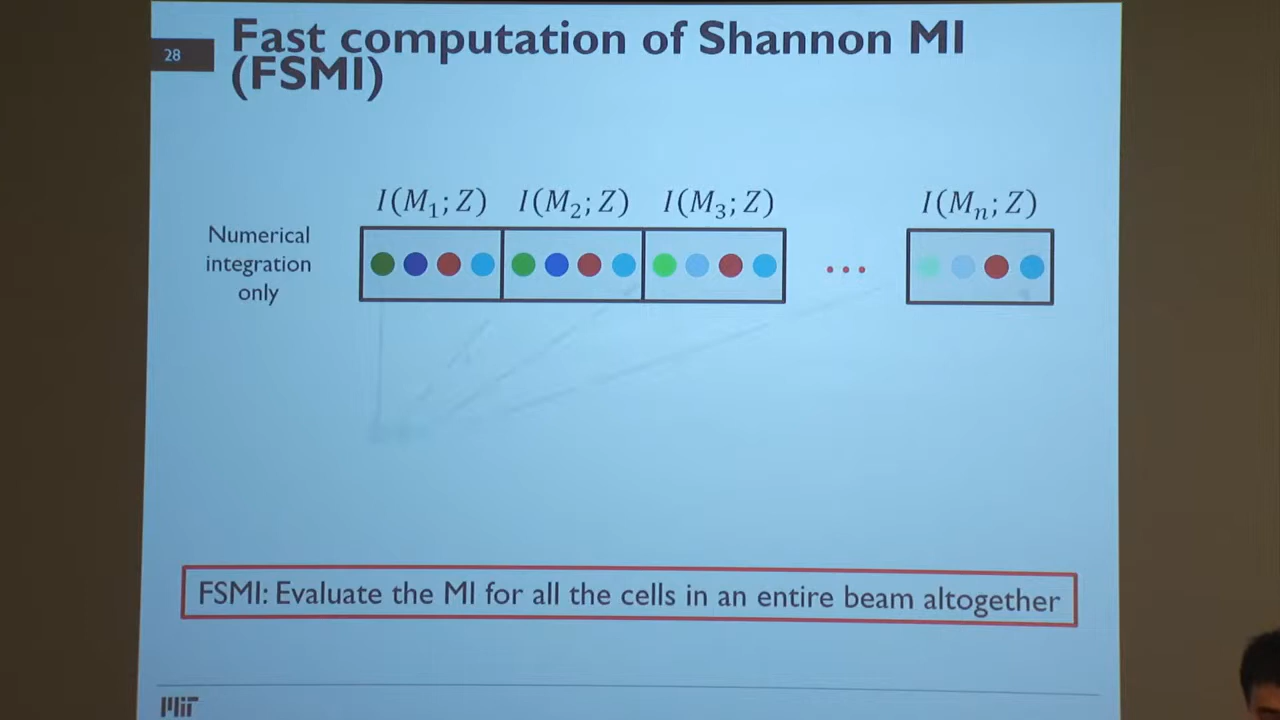 28
Fast computation of Shannon MI
(FSMI)
I(M₁; Z) I(M₂; Z) I(M₃; Z) I(Mₙ; Z)
Numerical
integration
only
...
FSMI: Evaluate the MI for all the cells in an entire beam altogether
MIT